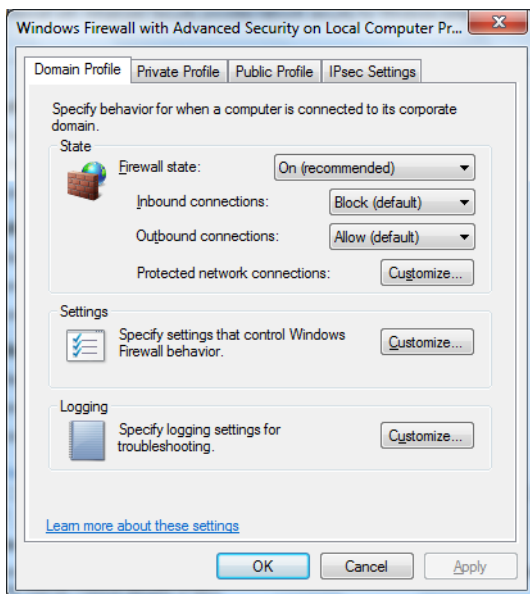 Windows Firewall with Advanced Security on Local Computer Pr...
Domain Profile
Private Profile
Public Profile
IPsec Settings
Specify behavior for when a computer is connected to its corporate
domain.
State
Firewall state:
On (recommended)
Inbound connections:
Block (default)
Outbound connections:
Allow (default)
Protected network connections:
Customize...
Settings
Specify settings that control Windows
Firewall behavior.
Customize...
Logging
Specify logging settings for
troubleshooting.
Customize...
Learn more about these settings
OK
Cancel
Apply